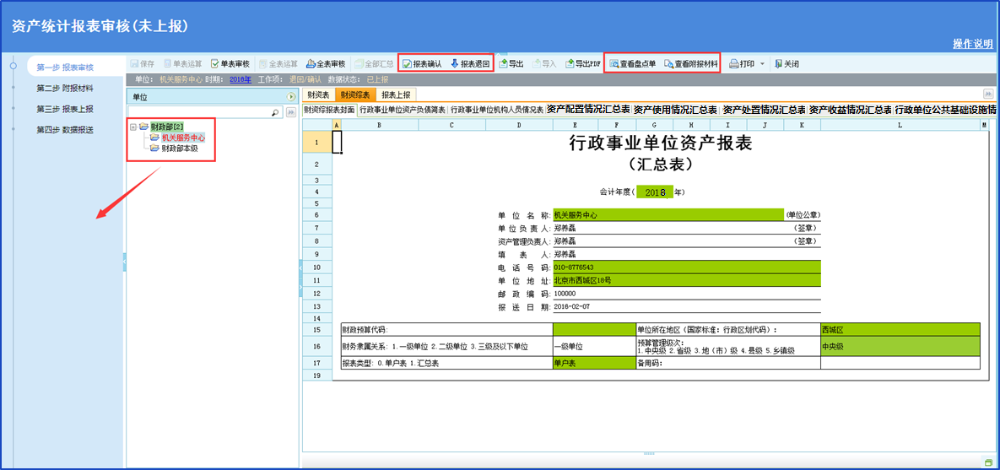 资产统计报表审核(未上报)
操作说明
第一步 报表审核
第二步 附报材料
第三步 报表上报
第四步 数据报送
保存 单表运算 单表审核 全表运算 全表审核 全部汇总 报表确认 报表退回 导出 导入 导出PDF 查看盘点单 查看附报材料 打印 关闭
单位: 机关服务中心 时期: 2018年 工作项: 退回/确认 数据状态: 已上报
单位
财政部[2]
机关服务中心
财政部本级
财资表 财资综表 报表上报
财资综报表封面 行政事业单位资产负债简表 行政事业单位机构人员情况表 资产配置情况汇总表 资产使用情况汇总表 资产处置情况汇总表 资产收益情况汇总表 行政单位公共基础设施情
A B C D E F G H I J K L M
1 行政事业单位资产报表
2 (汇总表)
3
4 会计年度( 2018 年)
5
6 单位名称: 机关服务中心 (单位公章)
7 单位负责人: 郑养磊 (签章)
8 资产管理负责人: 郑养磊 (签章)
9 填表人: 郑养磊
10 电话号码: 010-8776543
11 单位地址: 北京市西城区18号
12 邮政编码: 100000
13 报送日期: 2016-02-07
14
15 财政预算代码: 单位所在地区(国家标准:行政区划代码): 西城区
16 财务隶属关系: 1.一级单位 2.二级单位 3.三级及以下单位 一级单位 预算管理级次: 1.中央级 2.省级 3.地(市)级 4.县级 5.乡镇级 中央级
17 报表类型: 0.单户表 1.汇总表 单户表 备用码:
19